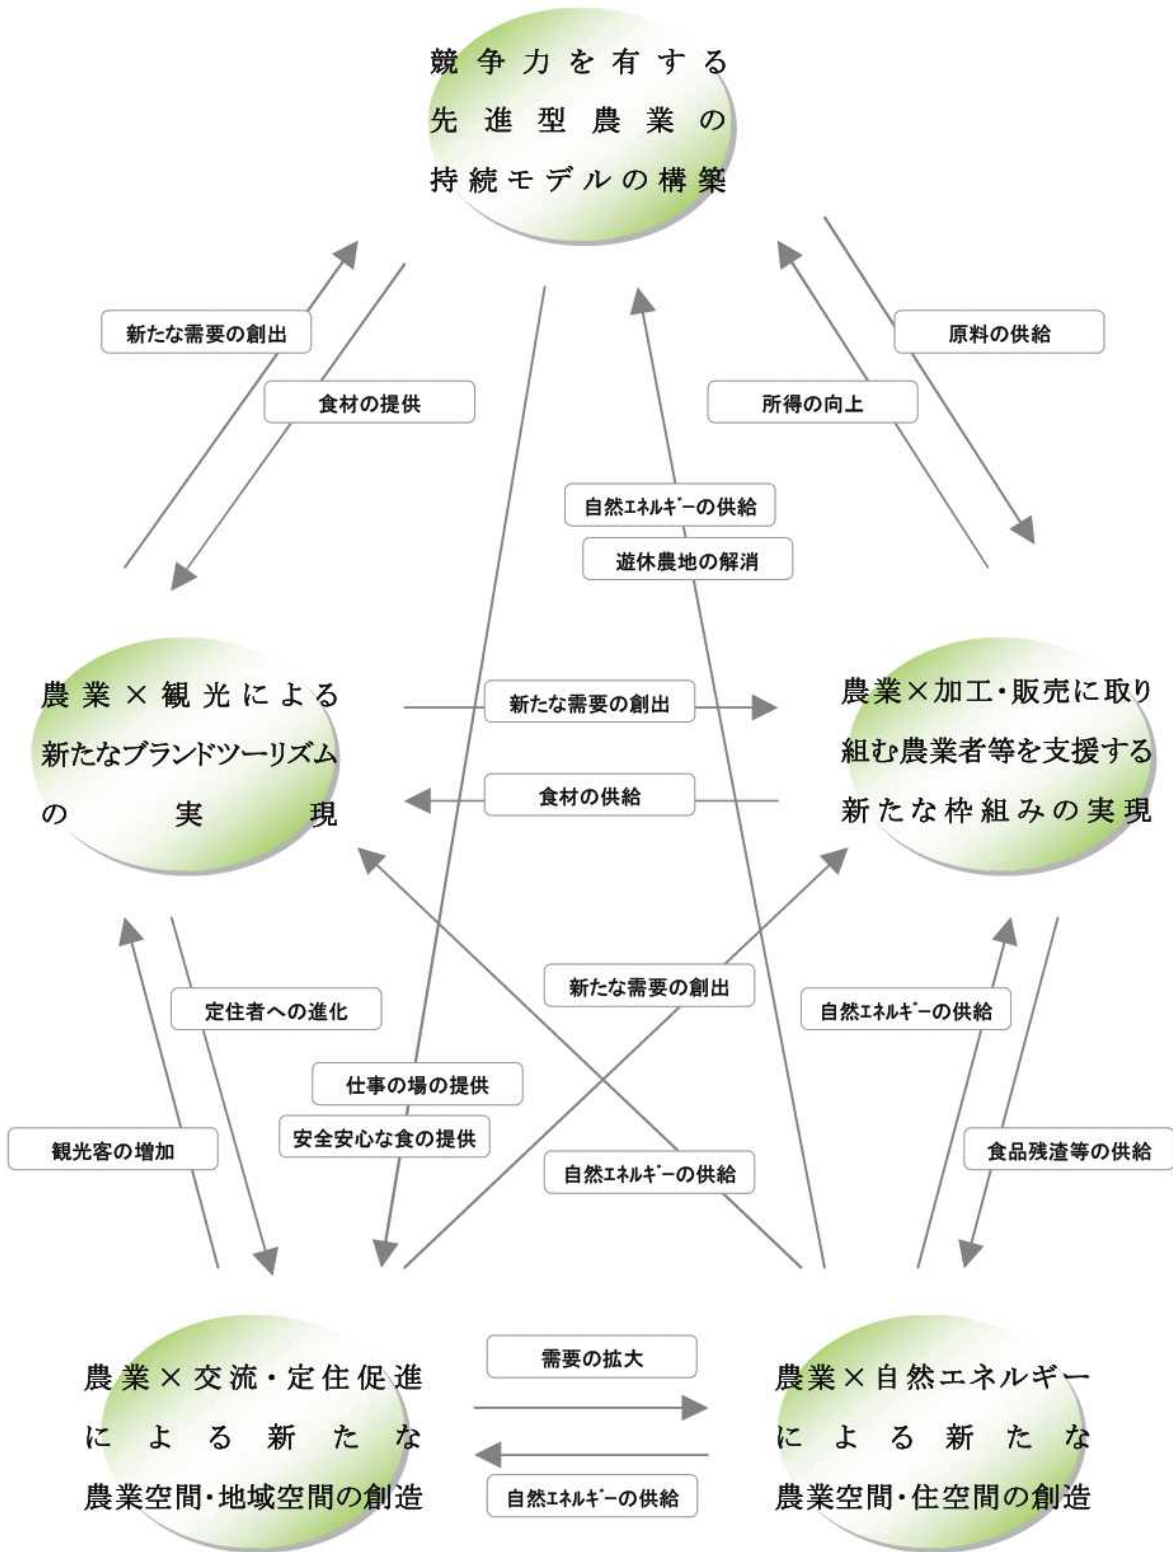 競争力を有する
先進型農業の
持続モデルの構築
新たな需要の創出
原料の供給
食材の提供
所得の向上
自然エネルギーの供給
遊休農地の解消
農業×観光による
新たなブランドツーリズム
の実現
新たな需要の創出
食材の供給
農業×加工・販売に取り
組む農業者等を支援する
新たな枠組みの実現
新たな需要の創出
定住者への進化
自然エネルギーの供給
仕事の場の提供
安全安心な食の提供
観光客の増加
自然エネルギーの供給
食品残渣等の供給
農業×交流・定住促進
による新たな
農業空間・地域空間の創造
需要の拡大
自然エネルギーの供給
農業×自然エネルギー
による新たな
農業空間・住空間の創造